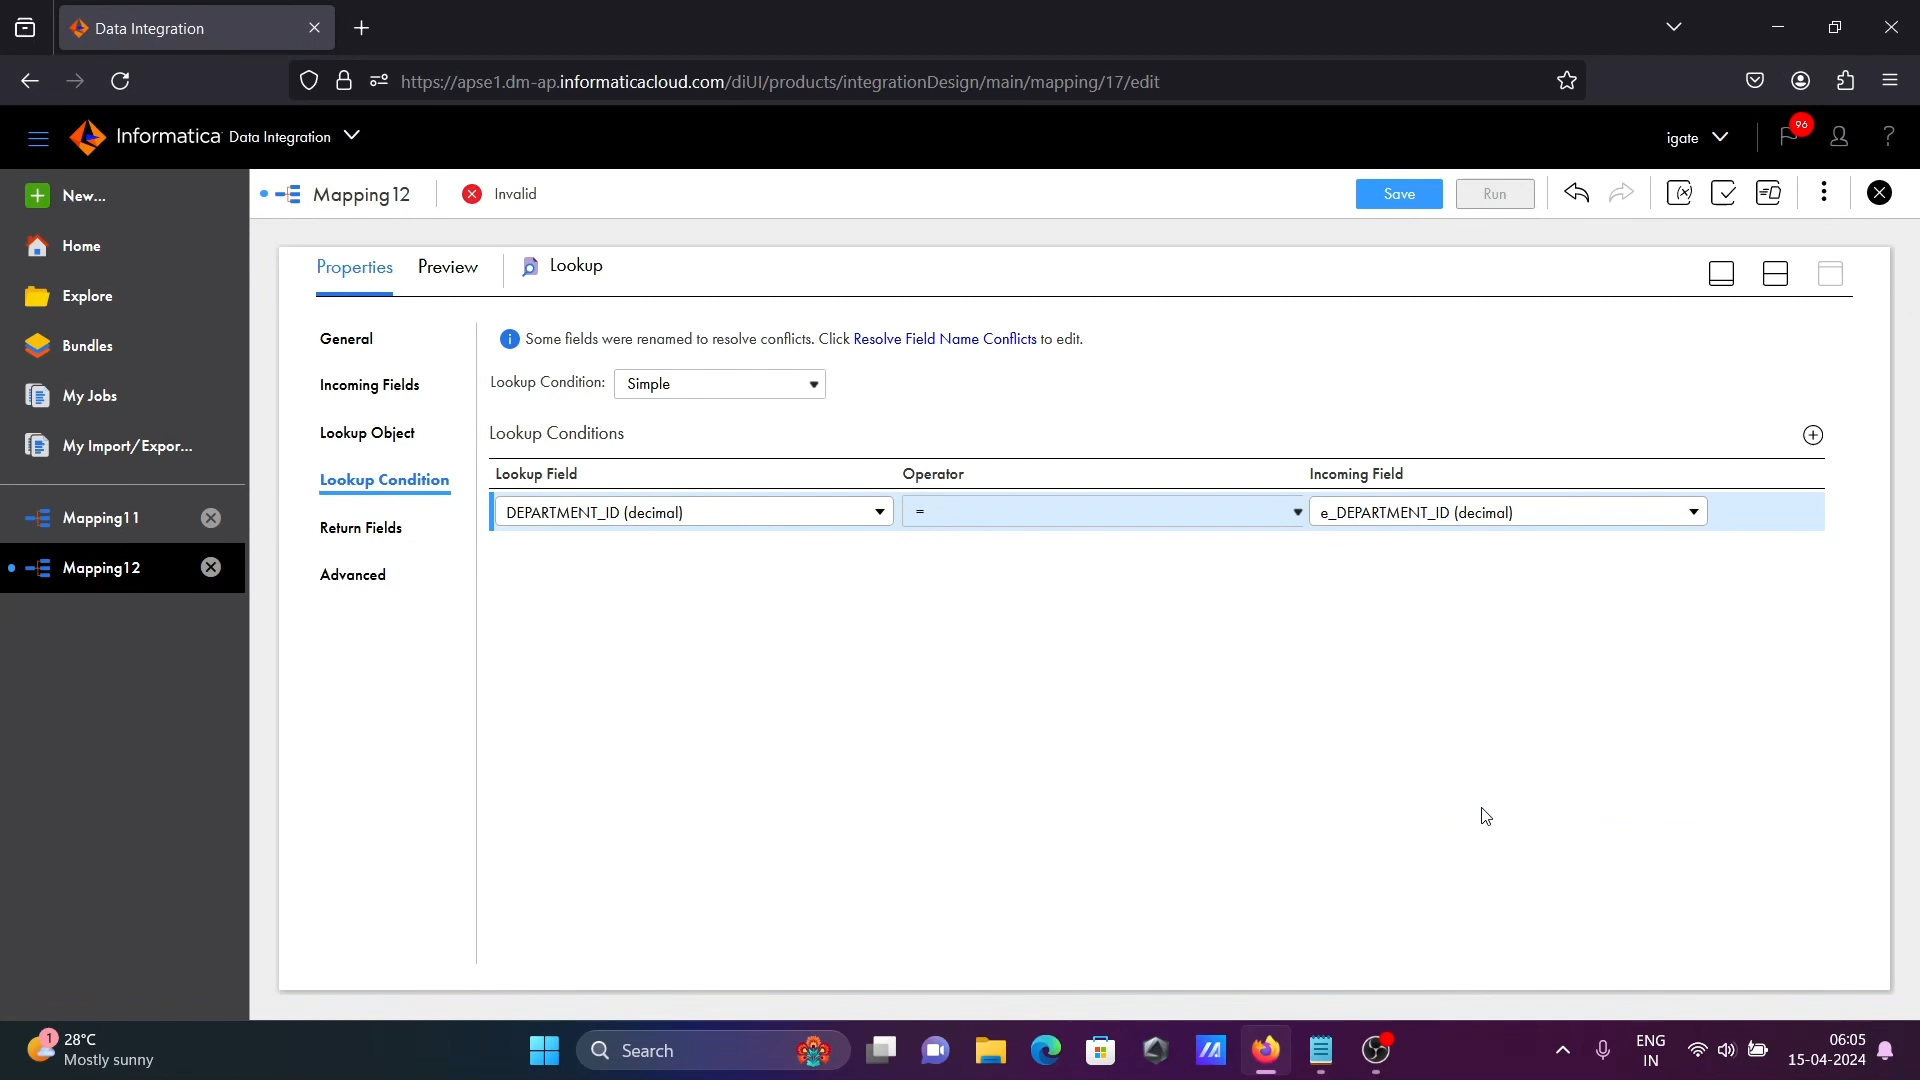 Data Integration
https://apse1.dm-ap.informaticacloud.com/diUI/products/integrationDesign/main/mapping/17/edit
Informatica Data Integration
igate
96
?
New...
Mapping12
Invalid
Save
Run
Home
Explore
Bundles
My Jobs
My Import/Expor...
Mapping11
Mapping12
Properties
Preview
Lookup
General
Incoming Fields
Lookup Object
Lookup Condition
Return Fields
Advanced
Some fields were renamed to resolve conflicts. Click Resolve Field Name Conflicts to edit.
Lookup Condition: Simple
Lookup Conditions
Lookup Field Operator Incoming Field
DEPARTMENT_ID (decimal) = e_DEPARTMENT_ID (decimal)
1
28°C
Mostly sunny
Search
ENG
IN
06:05
15-04-2024